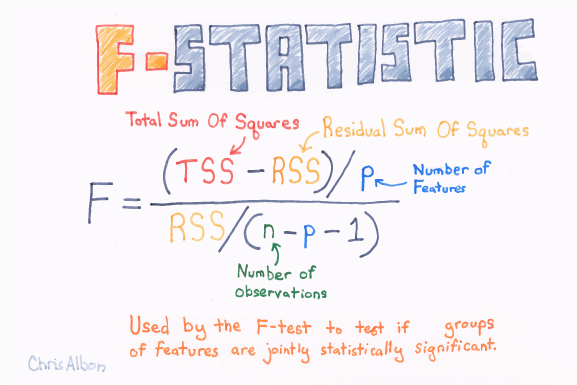 F-STATISTIC
Total Sum Of Squares
Residual Sum Of Squares
(TSS - RSS)/p
Number of
Features
F =
RSS/(n-p-1)
Number of
observations
Used by the F-test to test if groups
of features are jointly statistically significant.
Chris Albon